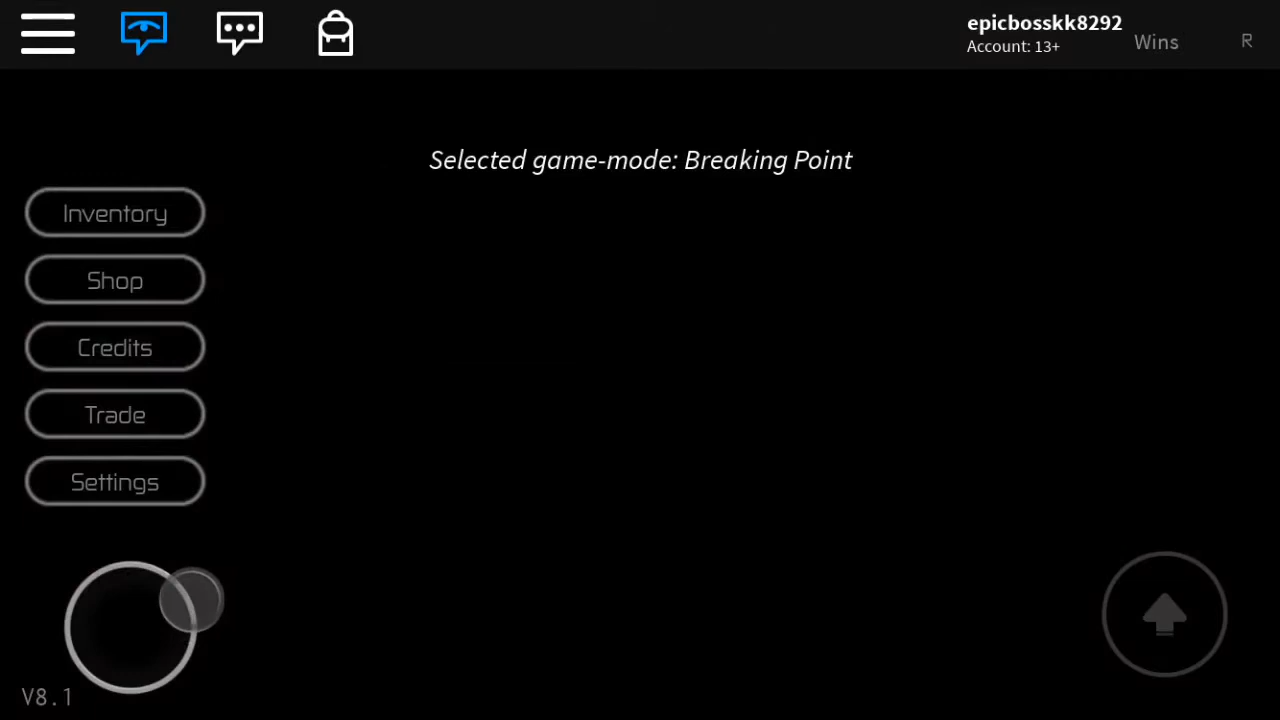 epicbosskk8292
Account: 13+
Wins
R
Selected game-mode: Breaking Point
Inventory
Shop
Credits
Trade
Settings
V8.1